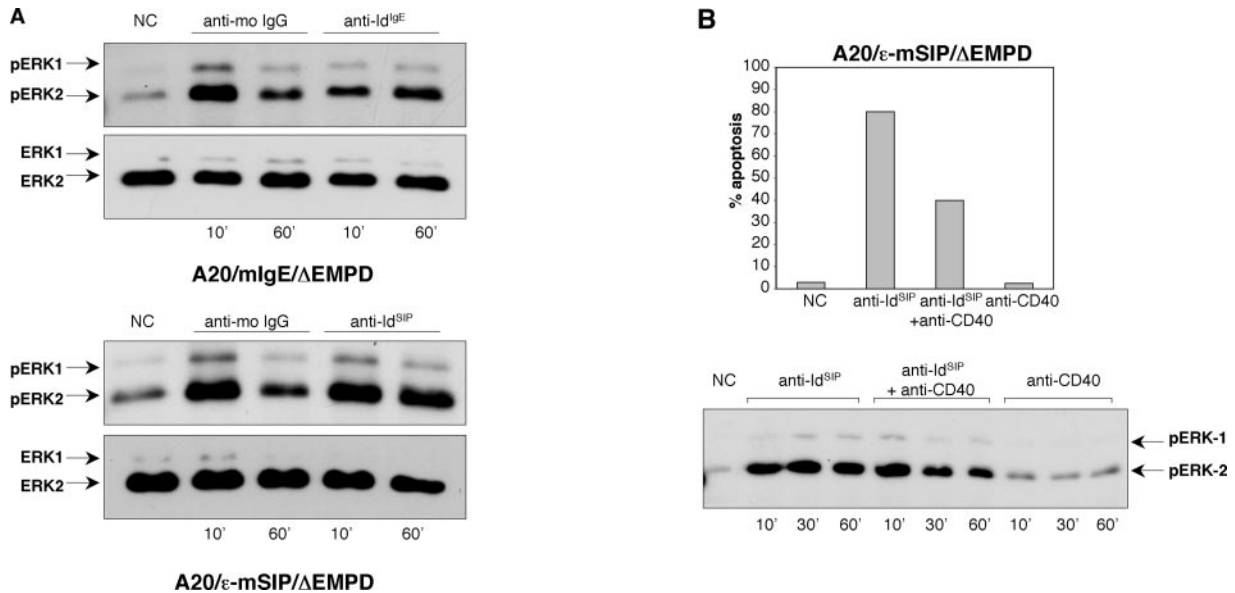 A
NC anti-mo IgG anti-Id^IgE
pERK1
pERK2
ERK1
ERK2
10' 60' 10' 60'
A20/mIgE/ΔEMPD
NC anti-mo IgG anti-Id^SIP
pERK1
pERK2
ERK1
ERK2
10' 60' 10' 60'
A20/ε-mSIP/ΔEMPD
B
A20/ε-mSIP/ΔEMPD
100
90
80
70
60
50
40
30
20
10
0
% apoptosis
NC anti-Id^SIP anti-Id^SIP anti-CD40
+anti-CD40
NC anti-Id^SIP anti-Id^SIP anti-CD40
+ anti-CD40
pERK-1
pERK-2
10' 30' 60' 10' 30' 60' 10' 30' 60'